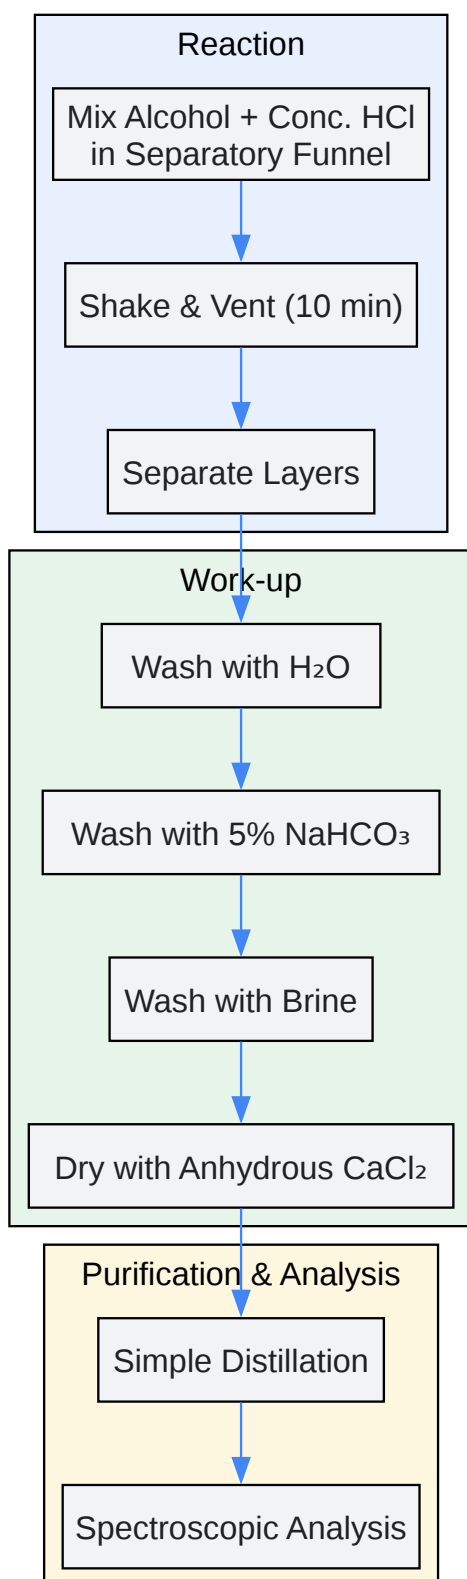 Reaction
Mix Alcohol + Conc. HCl
in Separatory Funnel
Shake & Vent (10 min)
Separate Layers
Work-up
Wash with H₂O
Wash with 5% NaHCO₃
Wash with Brine
Dry with Anhydrous CaCl₂
Purification & Analysis
Simple Distillation
Spectroscopic Analysis